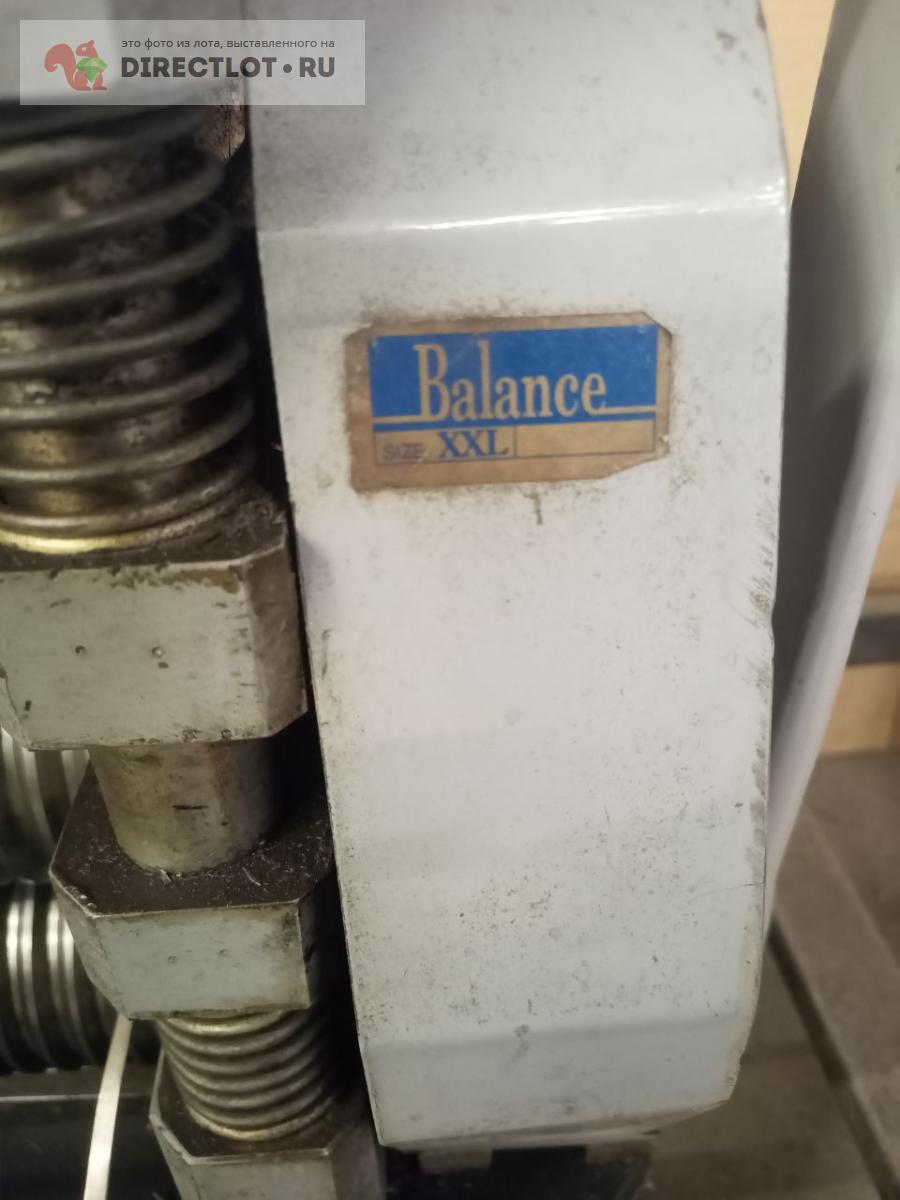 это фото из лота, выставленного на
DIRECTLOT•RU
Balance
SIZE XXL